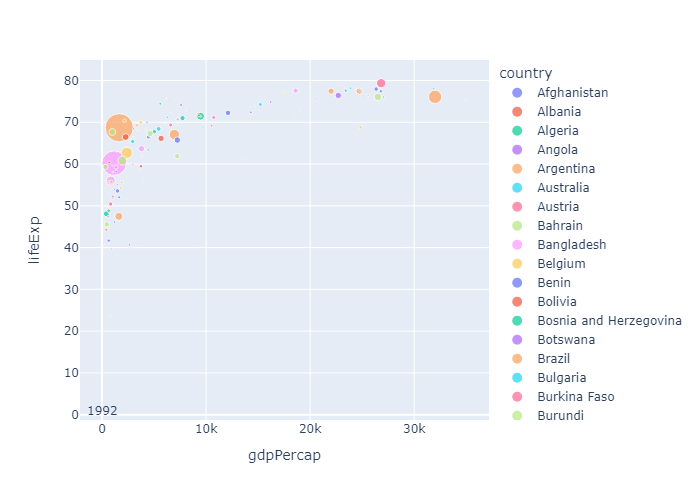 country
Afghanistan
Albania
Algeria
Angola
Argentina
Australia
Austria
Bahrain
Bangladesh
Belgium
Benin
Bolivia
Bosnia and Herzegovina
Botswana
Brazil
Bulgaria
Burkina Faso
Burundi
lifeExp
80
70
60
50
40
30
20
10
0
1992
0
10k
20k
30k
gdpPercap